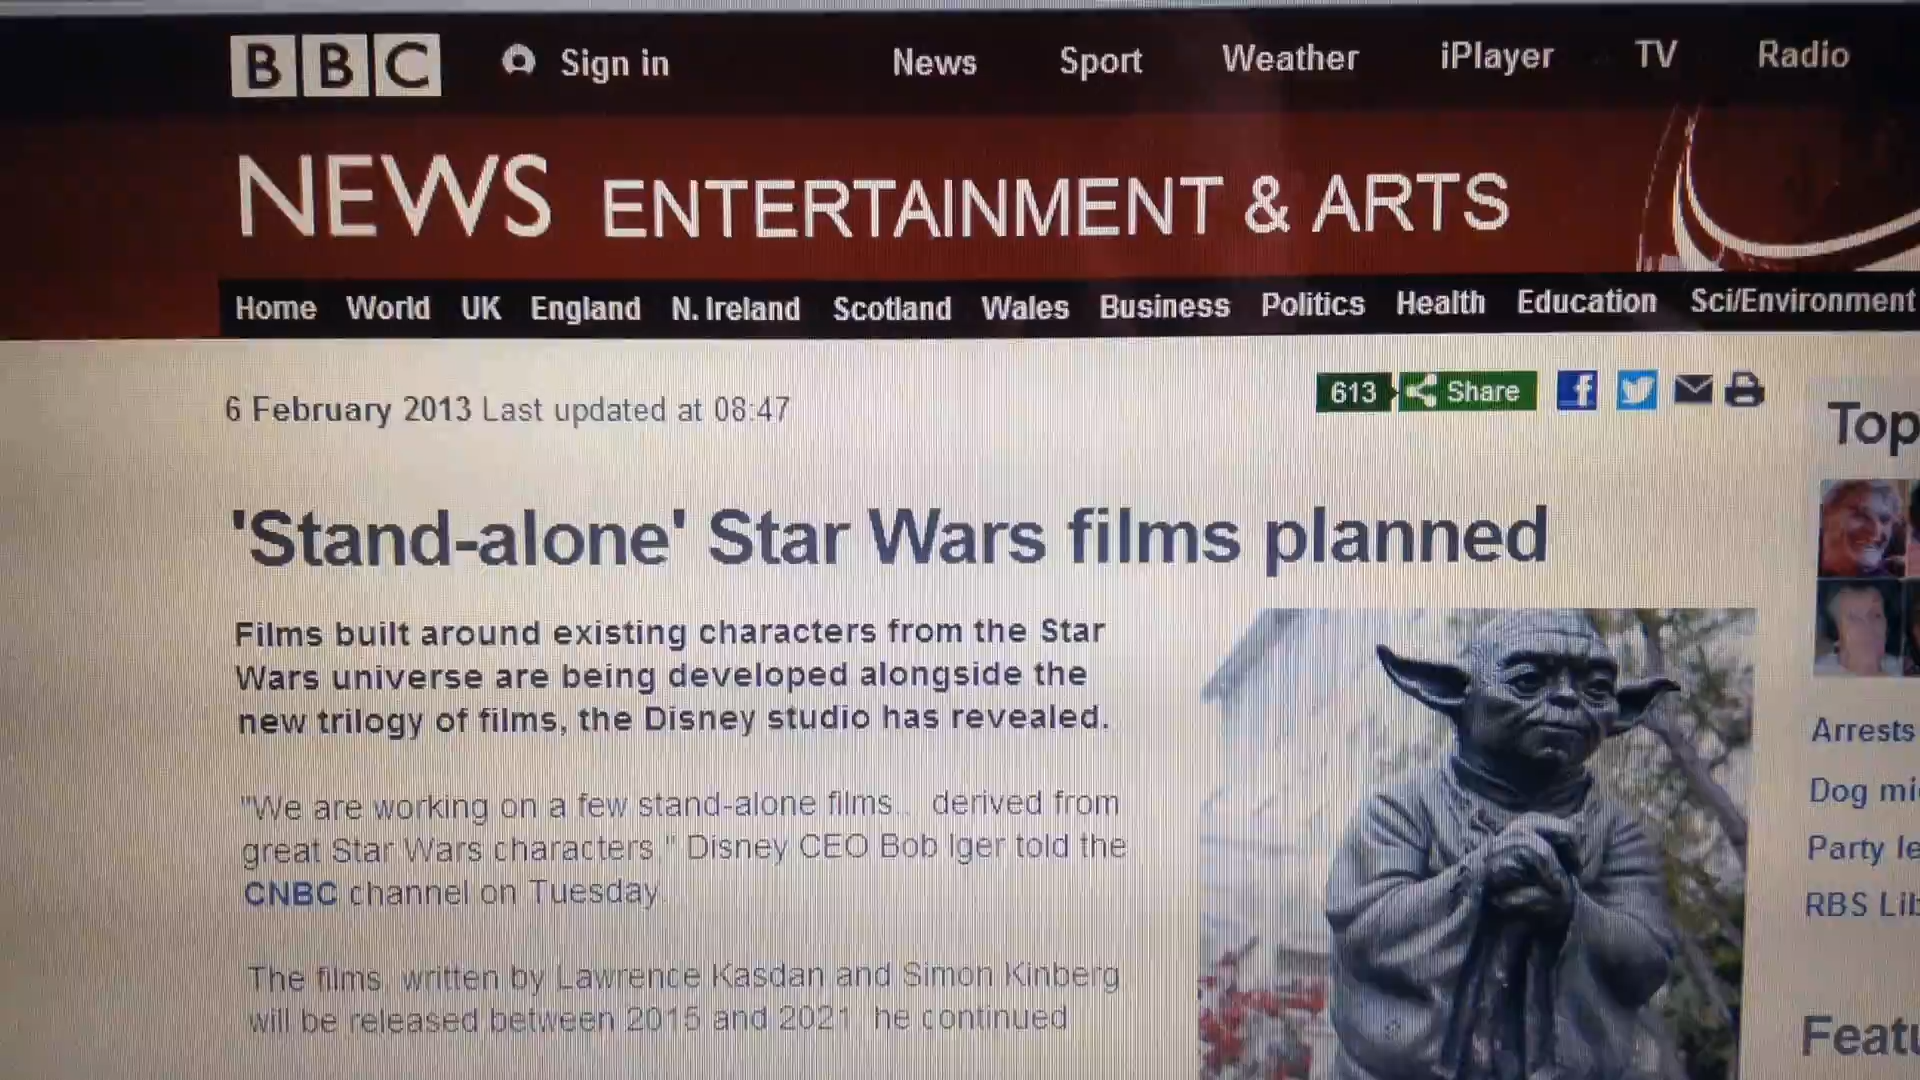 BBC Sign in News Sport Weather iPlayer TV Radio
NEWS ENTERTAINMENT & ARTS
Home World UK England N. Ireland Scotland Wales Business Politics Health Education Sci/Environment
6 February 2013 Last updated at 08:47
613 Share
'Stand-alone' Star Wars films planned
Films built around existing characters from the Star
Wars universe are being developed alongside the
new trilogy of films, the Disney studio has revealed.
"We are working on a few stand-alone films... derived from
great Star Wars characters," Disney CEO Bob Iger told the
CNBC channel on Tuesday.
The films, written by Lawrence Kasdan and Simon Kinberg
will be released between 2015 and 2021, he continued
Top
Arrests
Dog
Party
RBS